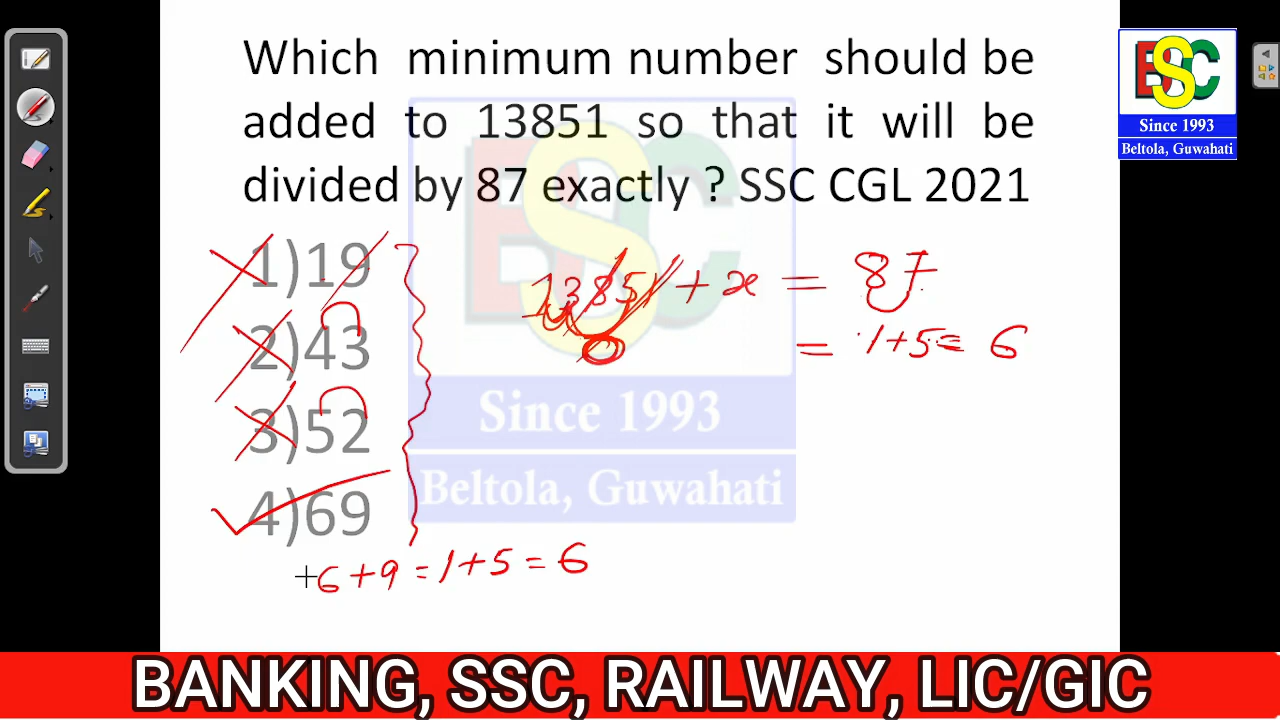 Which minimum number should be
added to 13851 so that it will be
divided by 87 exactly ? SSC CGL 2021
1)19
2)43
3)52
4)69
13851 + x = 87
= 1+5= 6
+6+9=1+5=6
ESC
Since 1993
Beltola, Guwahati
ESC
Since 1993
Beltola, Guwahati
BANKING, SSC, RAILWAY, LIC/GIC